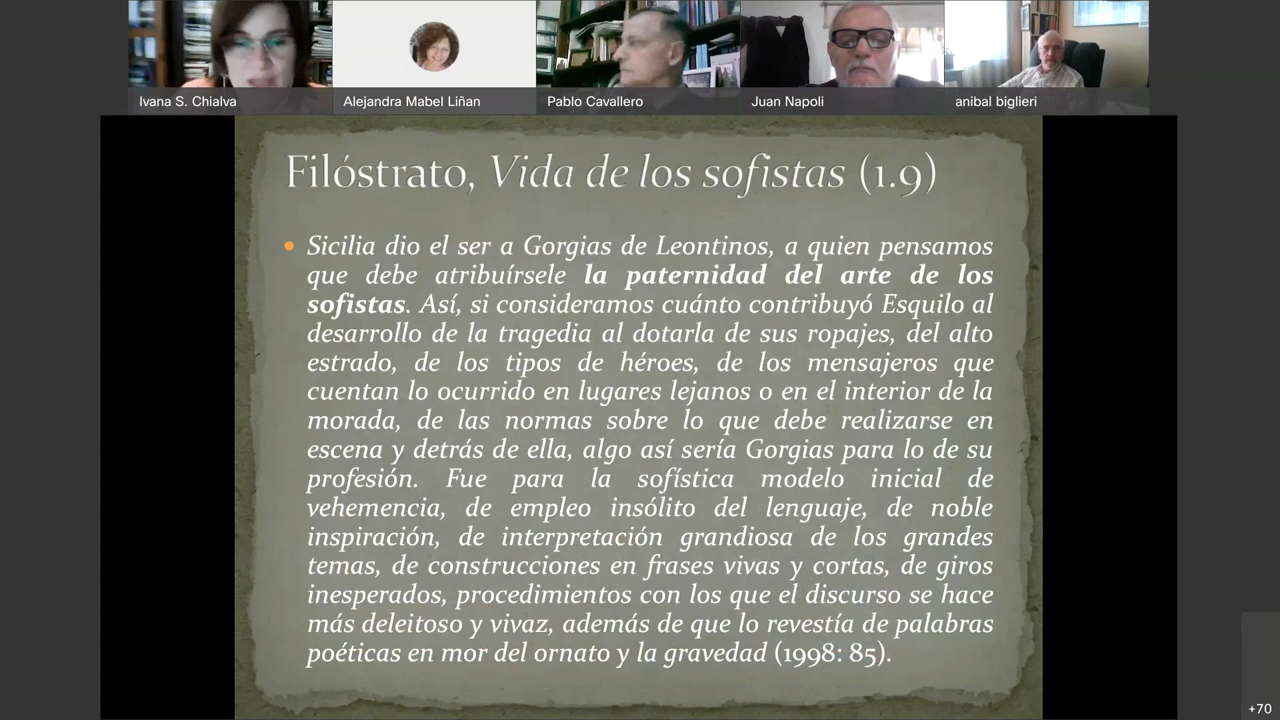 Ivana S. Chialva
Alejandra Mabel Liñan
Pablo Cavallero
Juan Napoli
anibal biglieri
Filóstrato, Vida de los sofistas (1.9)
Sicilia dio el ser a Gorgias de Leontinos, a quien pensamos
que debe atribuírsele la paternidad del arte de los
sofistas. Así, si consideramos cuánto contribuyó Esquilo al
desarrollo de la tragedia al dotarla de sus ropajes, del alto
estrado, de los tipos de héroes, de los mensajeros que
cuentan lo ocurrido en lugares lejanos o en el interior de la
morada, de las normas sobre lo que debe realizarse en
escena y detrás de ella, algo así sería Gorgias para lo de su
profesión. Fue para la sofística modelo inicial de
vehemencia, de empleo insólito del lenguaje, de noble
inspiración, de interpretación grandiosa de los grandes
temas, de construcciones en frases vivas y cortas, de giros
inesperados, procedimientos con los que el discurso se hace
más deleitoso y vivaz, además de que lo revestía de palabras
poéticas en mor del ornato y la gravedad (1998: 85).
+70